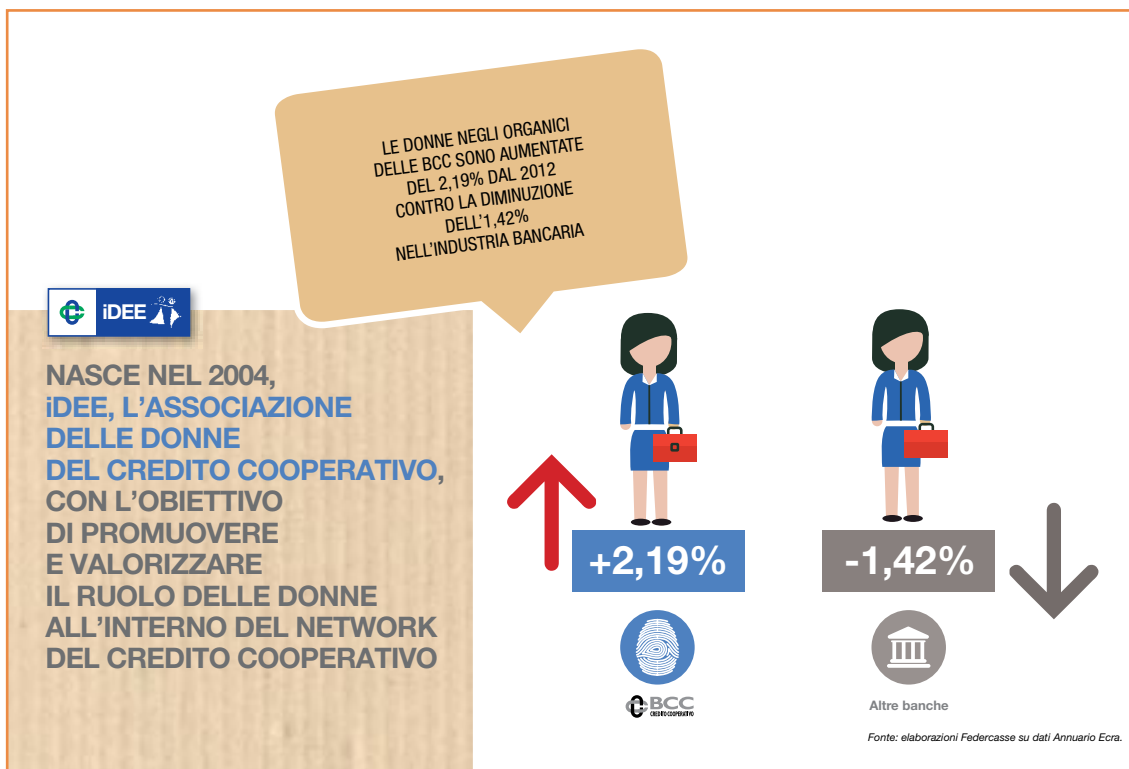 LE DONNE NEGLI ORGANICI
DELLE BCC SONO AUMENTATE
DEL 2,19% DAL 2012
CONTRO LA DIMINUZIONE
DELL'1,42%
NELL'INDUSTRIA BANCARIA
iDEE
NASCE NEL 2004,
iDEE, L'ASSOCIAZIONE
DELLE DONNE
DEL CREDITO COOPERATIVO,
CON L'OBIETTIVO
DI PROMUOVERE
E VALORIZZARE
IL RUOLO DELLE DONNE
ALL'INTERNO DEL NETWORK
DEL CREDITO COOPERATIVO
+2,19%
-1,42%
BCC
CREDITO COOPERATIVO
Altre banche
Fonte: elaborazioni Federcasse su dati Annuario Ecra.